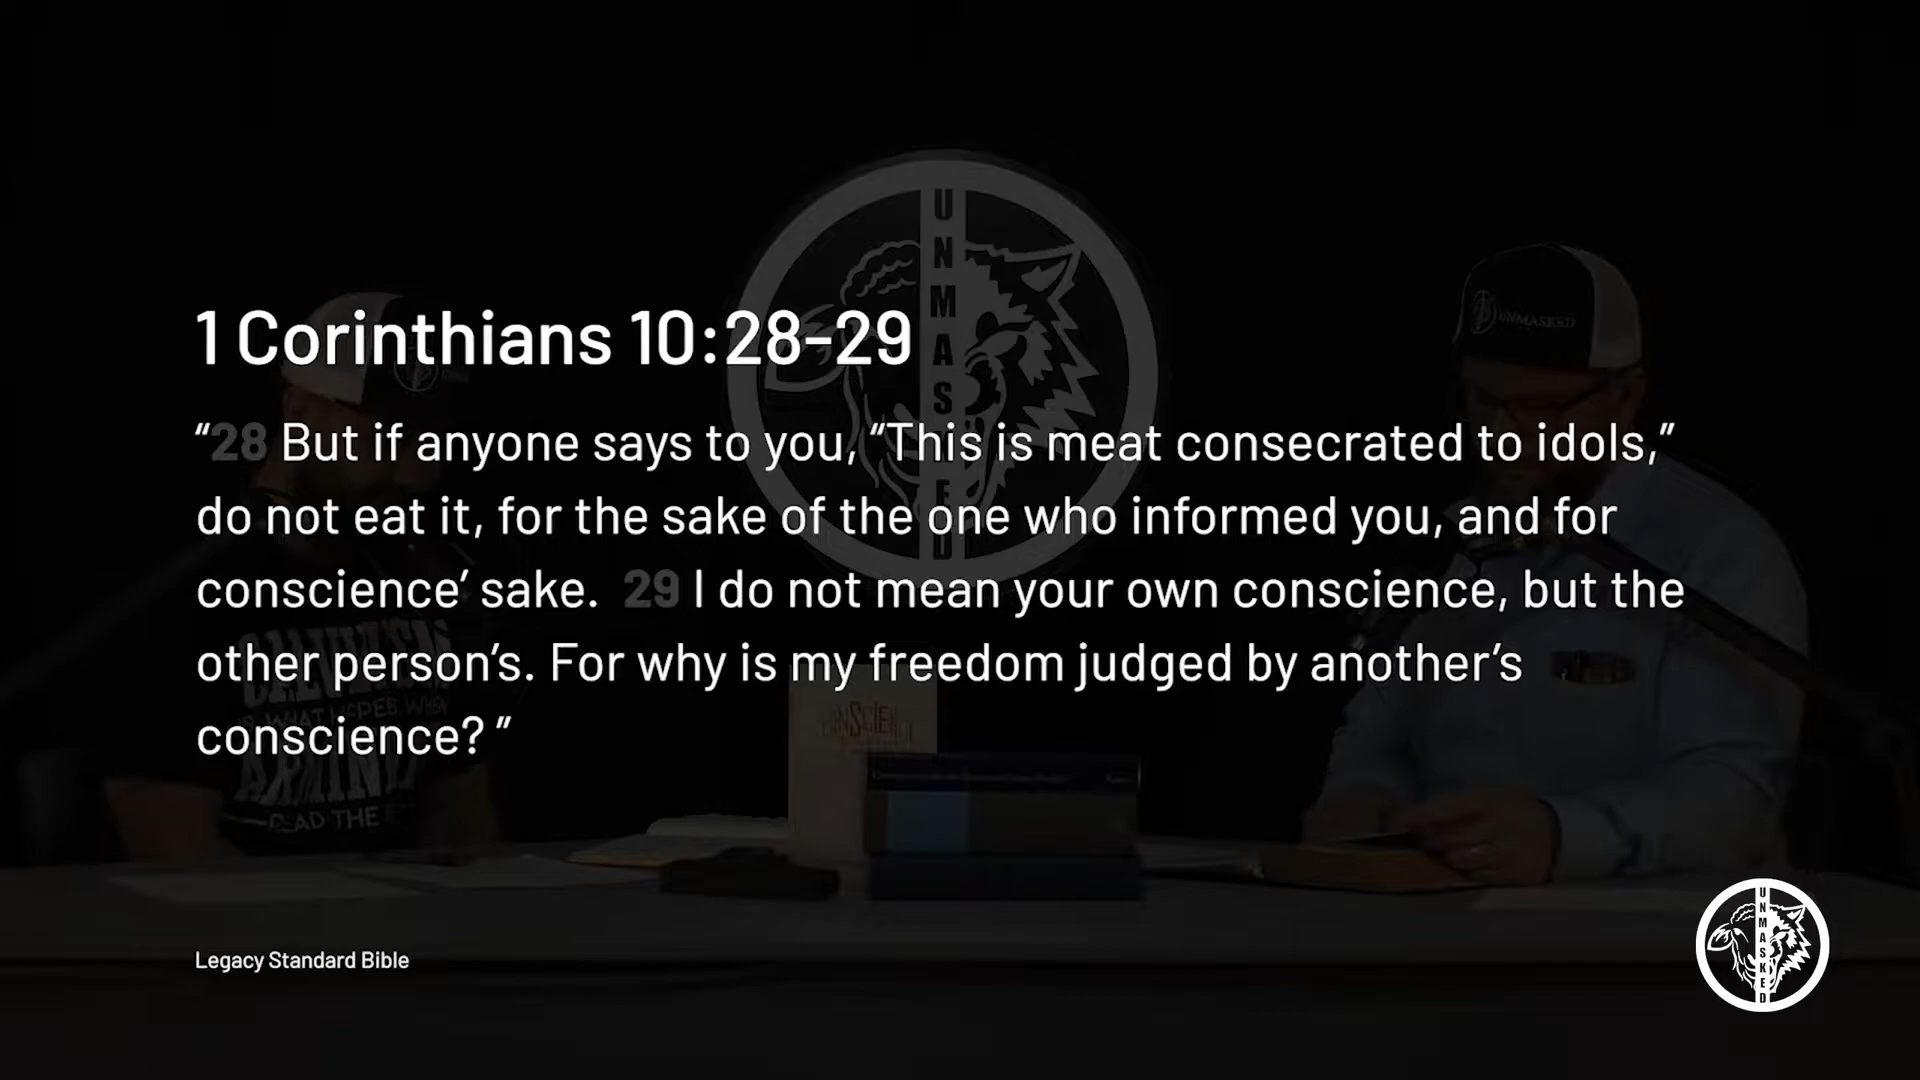 UNMASKED
UNMASKED
1 Corinthians 10:28-29
“28 But if anyone says to you, “This is meat consecrated to idols,”
do not eat it, for the sake of the one who informed you, and for
conscience’ sake. 29 I do not mean your own conscience, but the
other person’s. For why is my freedom judged by another’s
conscience? ”
CONSCIENCE
Legacy Standard Bible
UNMASKED